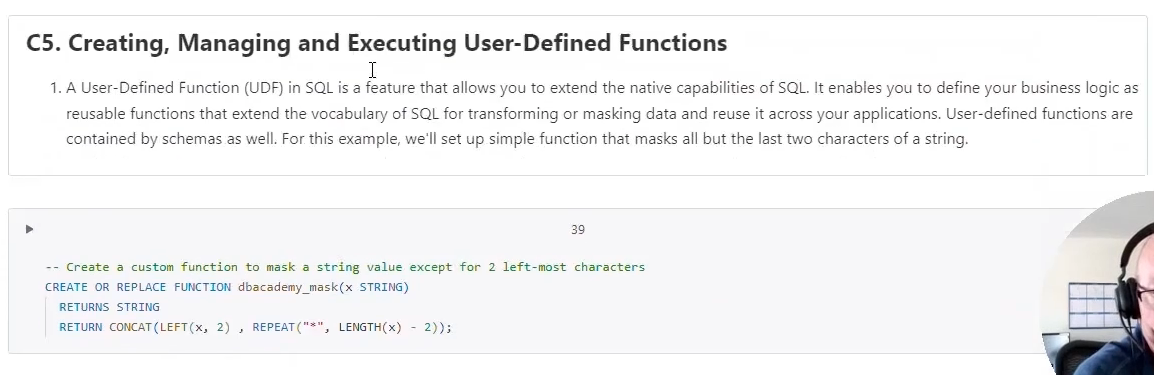 C5. Creating, Managing and Executing User-Defined Functions
1. A User-Defined Function (UDF) in SQL is a feature that allows you to extend the native capabilities of SQL. It enables you to define your business logic as
reusable functions that extend the vocabulary of SQL for transforming or masking data and reuse it across your applications. User-defined functions are
contained by schemas as well. For this example, we'll set up simple function that masks all but the last two characters of a string.
39
-- Create a custom function to mask a string value except for 2 left-most characters
CREATE OR REPLACE FUNCTION dbacademy_mask(x STRING)
RETURNS STRING
RETURN CONCAT(LEFT(x, 2) , REPEAT("*", LENGTH(x) - 2));